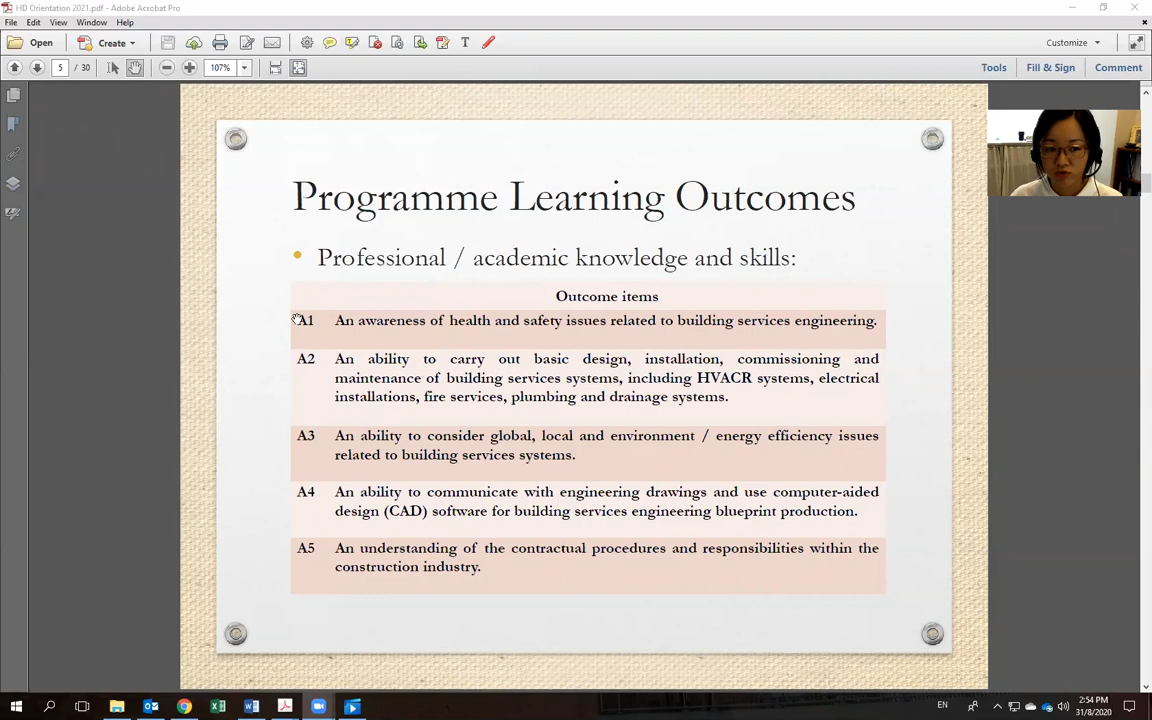 HD Orientation 2021.pdf - Adobe Acrobat Pro
File Edit View Window Help
Open Create Customize
5 / 30 107% Tools Fill & Sign Comment
Programme Learning Outcomes
• Professional / academic knowledge and skills:
Outcome items
A1 An awareness of health and safety issues related to building services engineering.
A2 An ability to carry out basic design, installation, commissioning and
maintenance of building services systems, including HVACR systems, electrical
installations, fire services, plumbing and drainage systems.
A3 An ability to consider global, local and environment / energy efficiency issues
related to building services systems.
A4 An ability to communicate with engineering drawings and use computer-aided
design (CAD) software for building services engineering blueprint production.
A5 An understanding of the contractual procedures and responsibilities within the
construction industry.
EN
2:54 PM
31/8/2020